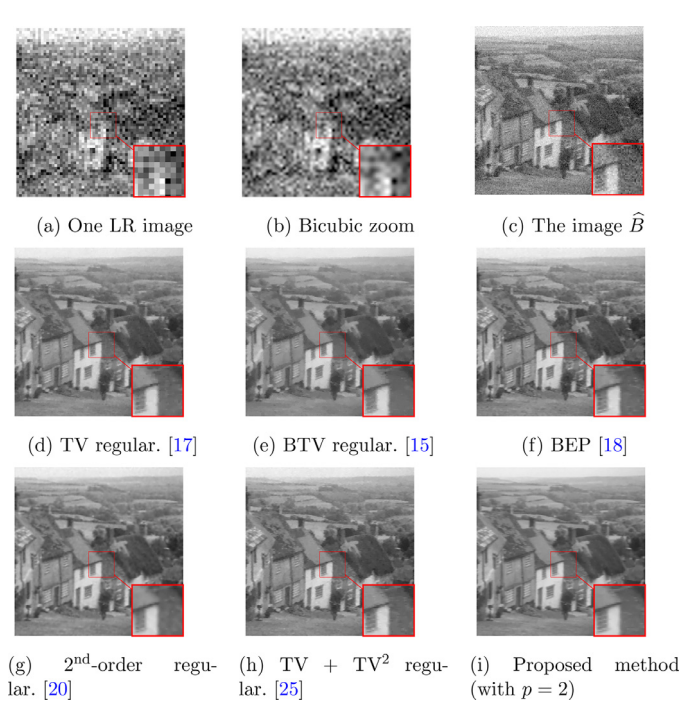 (a) One LR image
(b) Bicubic zoom
(c) The image B̂
(d) TV regular. [17]
(e) BTV regular. [15]
(f) BEP [18]
(g) 2nd-order regu-
lar. [20]
(h) TV + TV² regu-
lar. [25]
(i) Proposed method
(with p = 2)